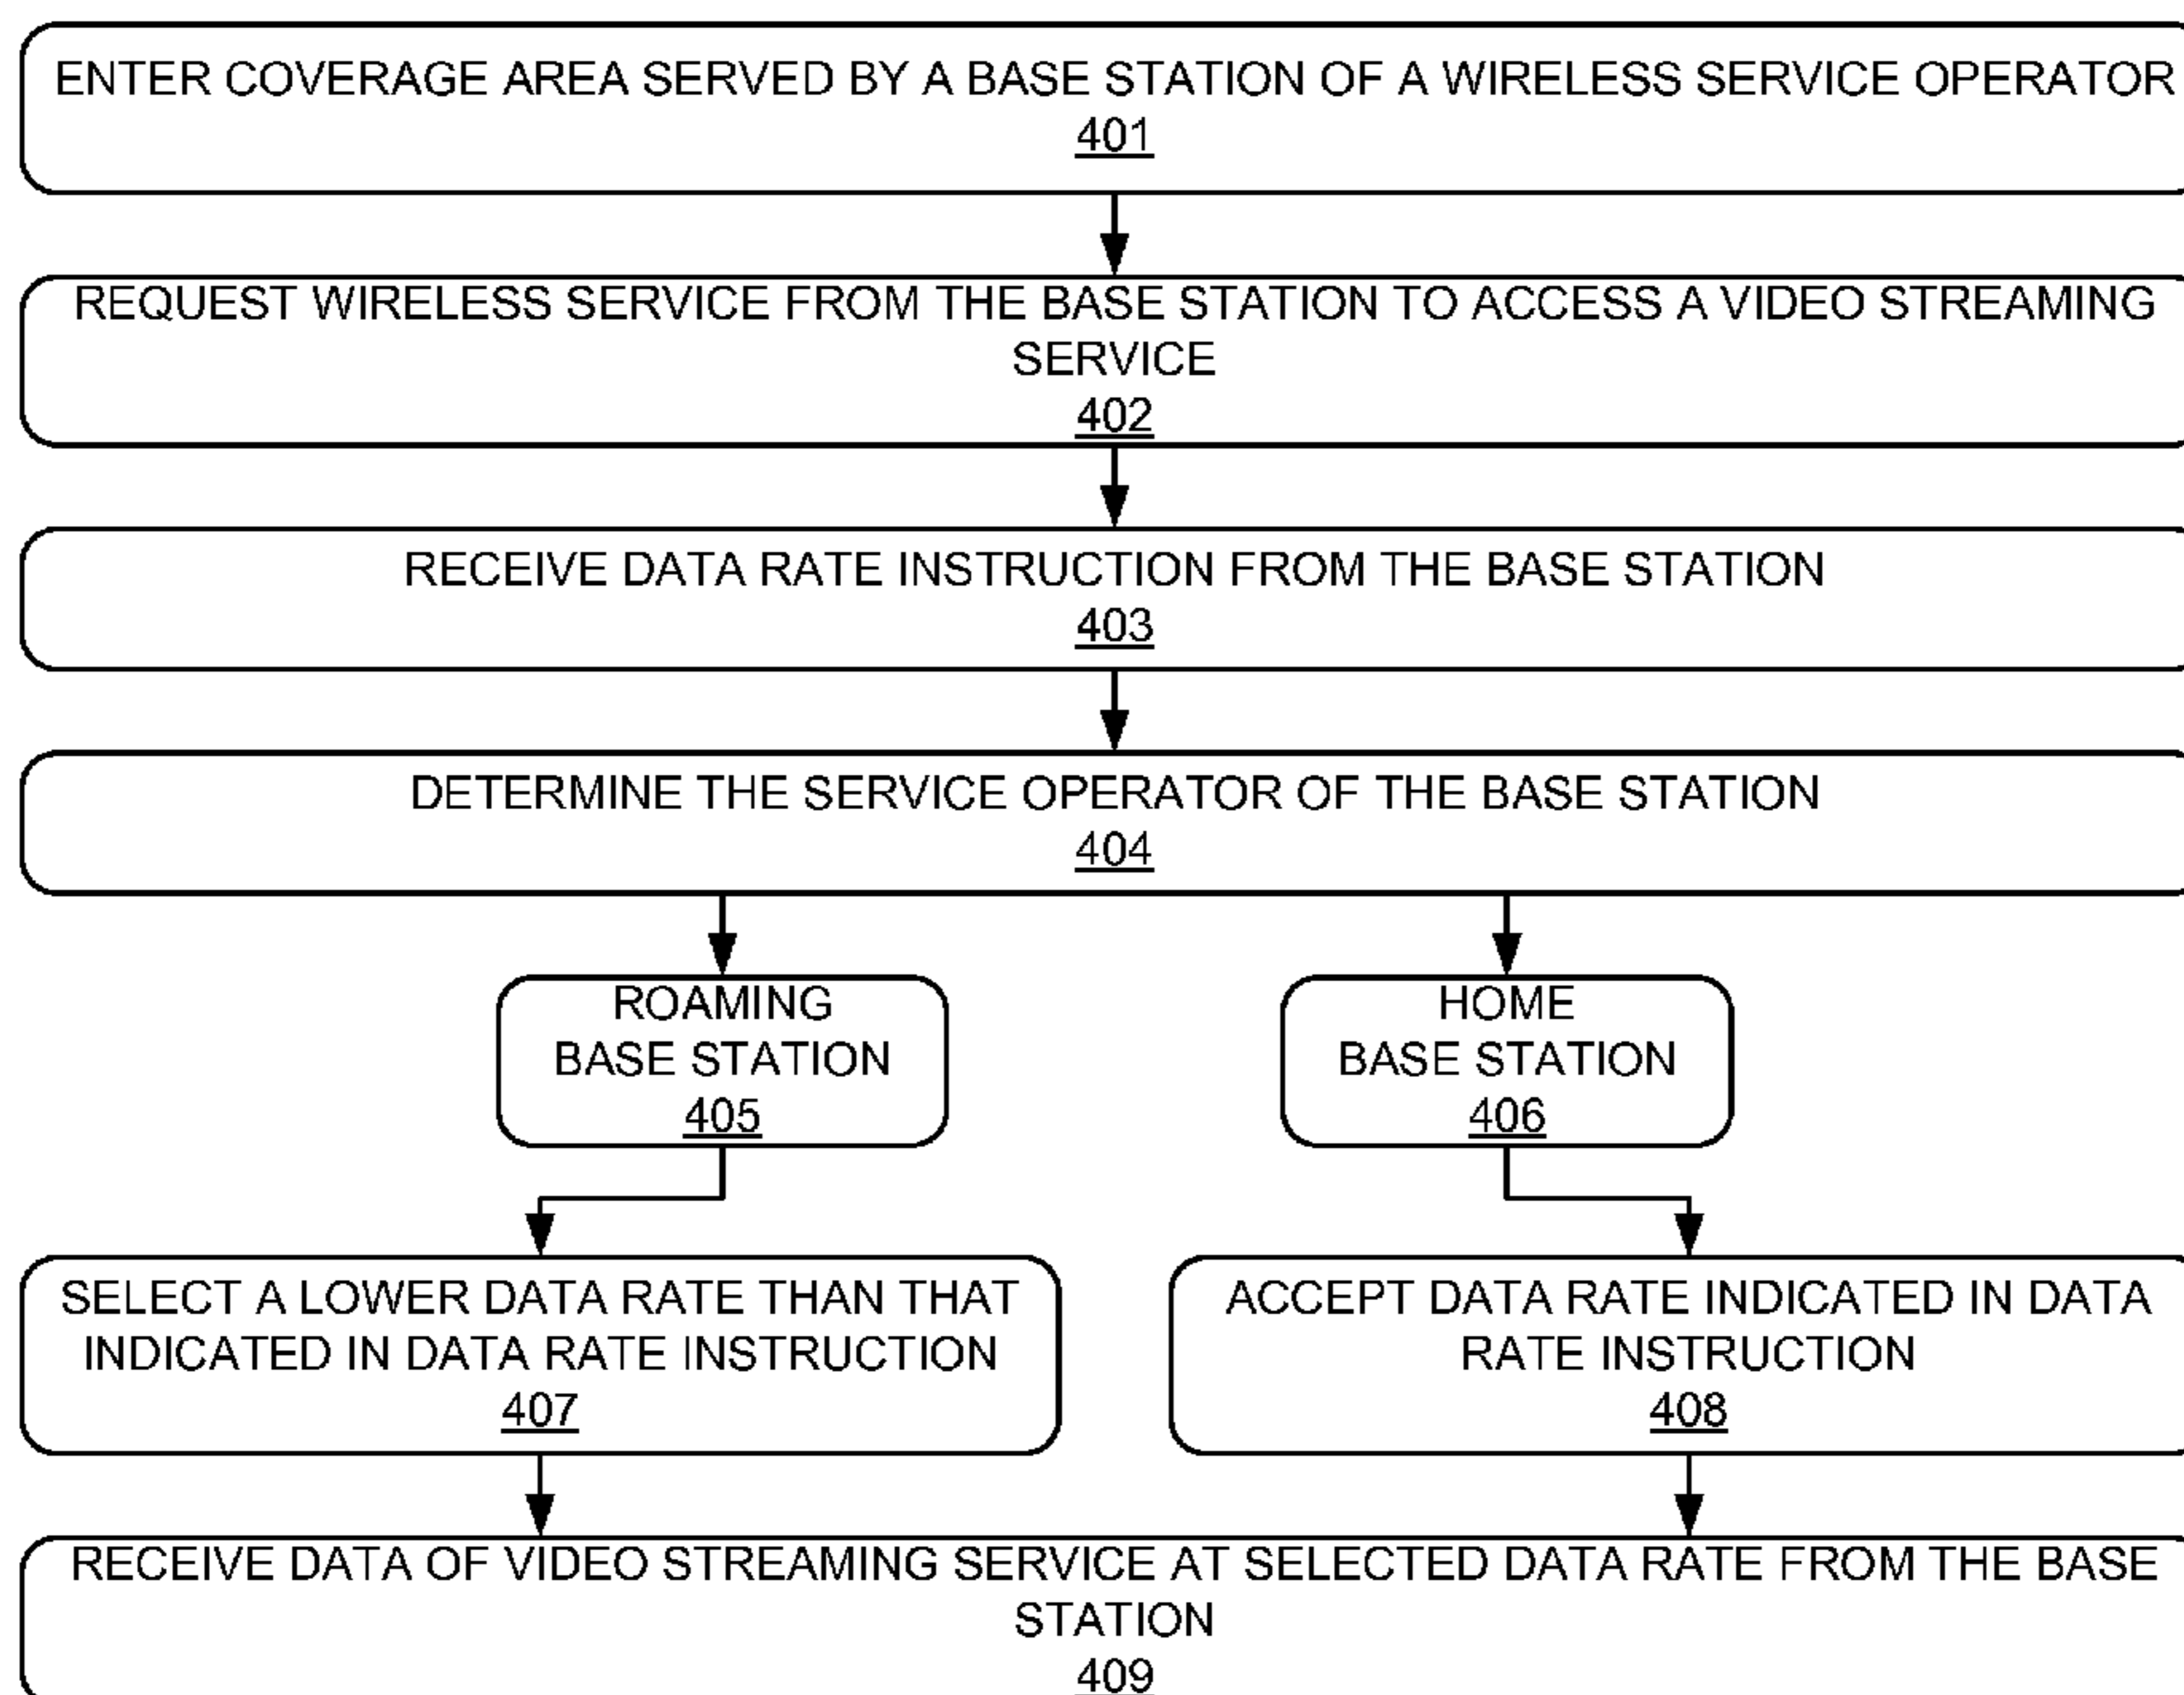 ENTER COVERAGE AREA SERVED BY A BASE STATION OF A WIRELESS SERVICE OPERATOR
401
REQUEST WIRELESS SERVICE FROM THE BASE STATION TO ACCESS A VIDEO STREAMING
SERVICE
402
RECEIVE DATA RATE INSTRUCTION FROM THE BASE STATION
403
DETERMINE THE SERVICE OPERATOR OF THE BASE STATION
404
ROAMING
BASE STATION
405
HOME
BASE STATION
406
SELECT A LOWER DATA RATE THAN THAT
INDICATED IN DATA RATE INSTRUCTION
407
ACCEPT DATA RATE INDICATED IN DATA
RATE INSTRUCTION
408
RECEIVE DATA OF VIDEO STREAMING SERVICE AT SELECTED DATA RATE FROM THE BASE
STATION
409